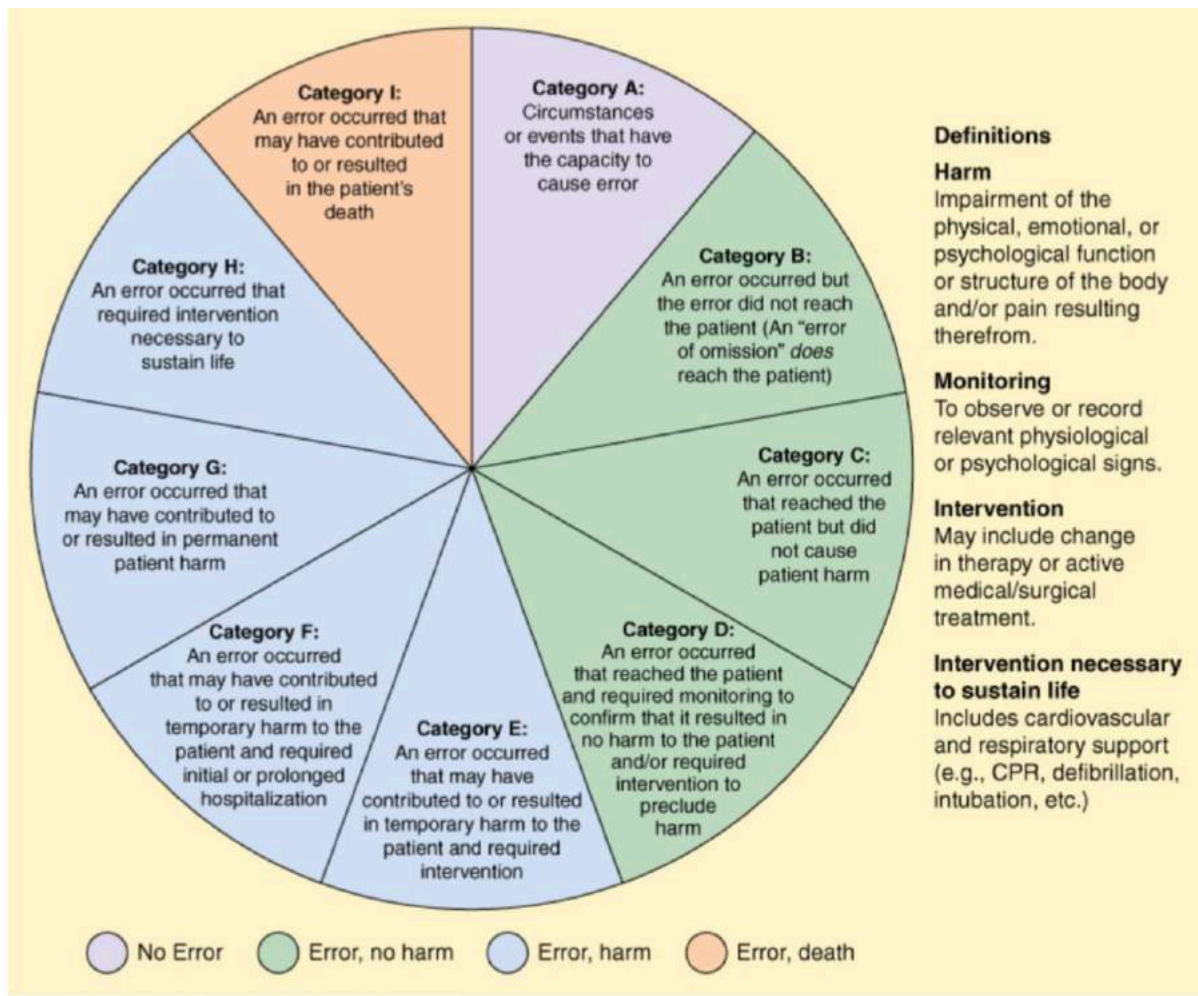 Category I:
An error occurred that
may have contributed
to or resulted
in the patient's
death
Category A:
Circumstances
or events that have
the capacity to
cause error
Category B:
An error occurred but
the error did not reach
the patient (An "error
of omission" does
reach the patient)
Category C:
An error occurred
that reached the
patient but did
not cause
patient harm
Category D:
An error occurred
that reached the patient
and required monitoring to
confirm that it resulted in
no harm to the patient
and/or required
intervention to
preclude
harm
Category E:
An error occurred
that may have
contributed to or resulted
in temporary harm to the
patient and required
intervention
Category F:
An error occurred
that may have contributed
to or resulted in
temporary harm to the
patient and required
initial or prolonged
hospitalization
Category G:
An error occurred that
may have contributed to
or resulted in permanent
patient harm
Category H:
An error occurred that
required intervention
necessary to
sustain life
Definitions
Harm
Impairment of the
physical, emotional, or
psychological function
or structure of the body
and/or pain resulting
therefrom.
Monitoring
To observe or record
relevant physiological
or psychological signs.
Intervention
May include change
in therapy or active
medical/surgical
treatment.
Intervention necessary
to sustain life
Includes cardiovascular
and respiratory support
(e.g., CPR, defibrillation,
intubation, etc.)
No Error
Error, no harm
Error, harm
Error, death